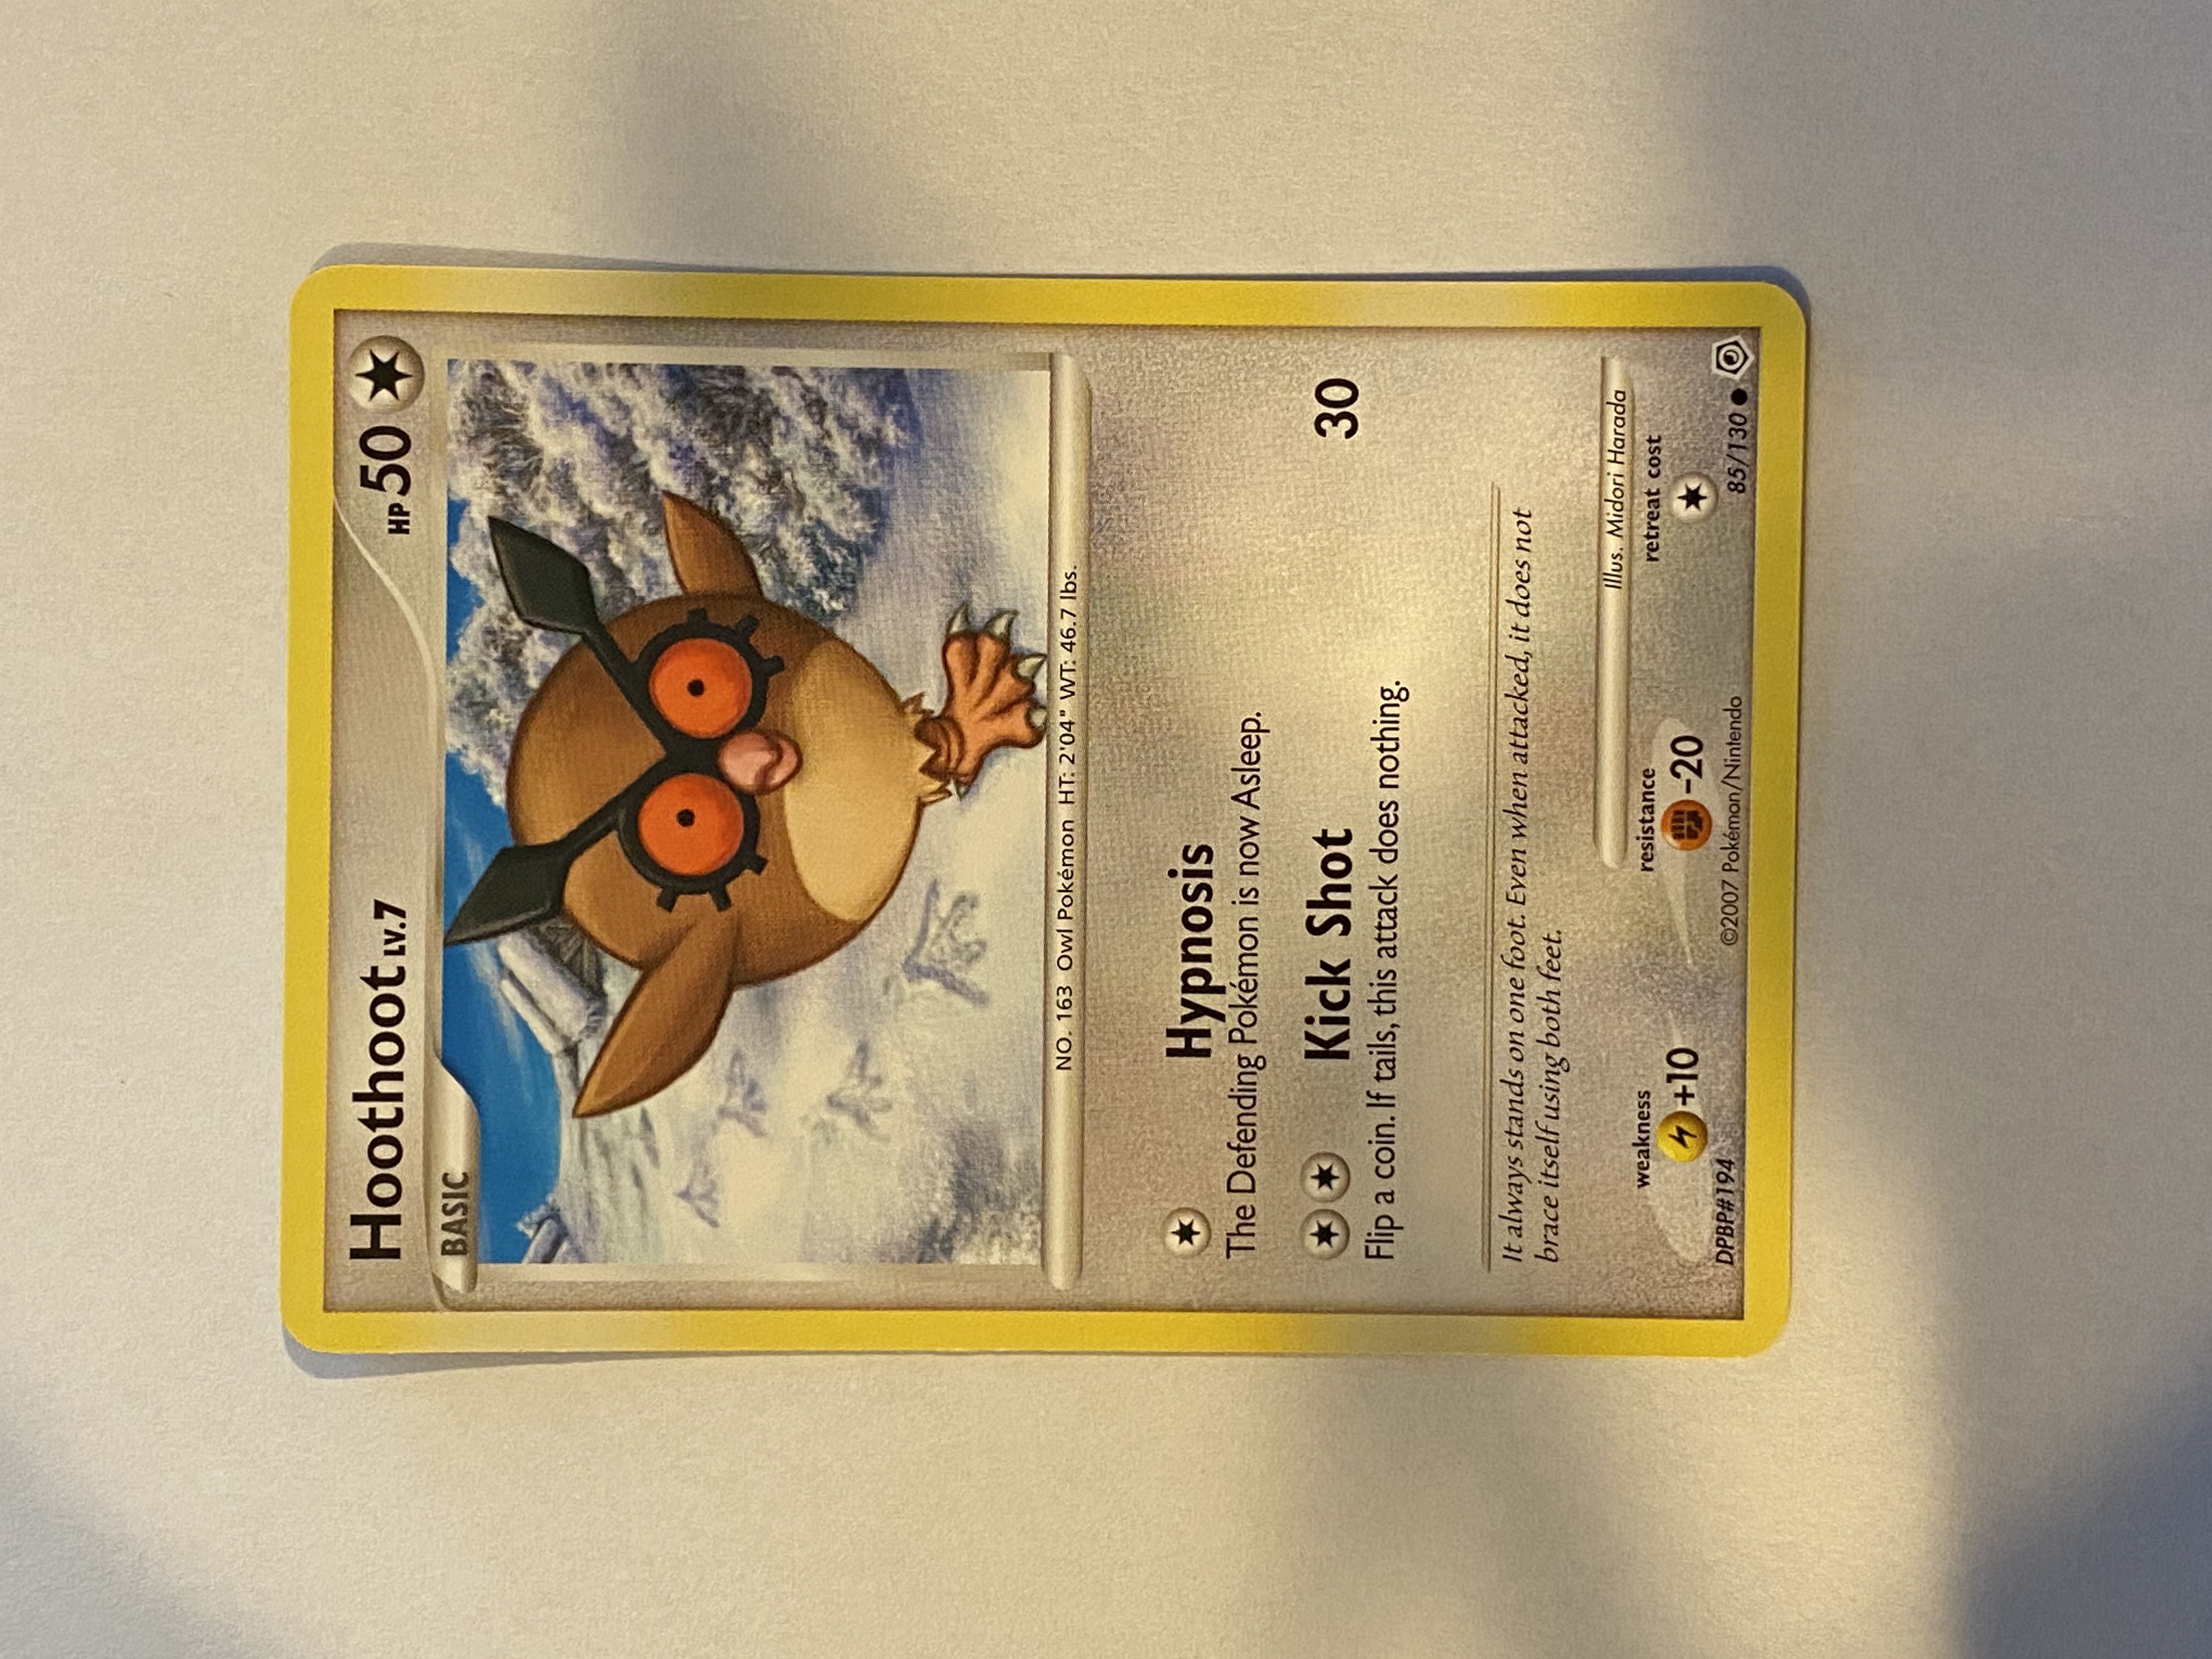 Hoothoot LV.7 HP 50
BASIC
NO. 163 Owl Pokémon HT: 2'04" WT: 46.7 lbs.
Hypnosis
The Defending Pokémon is now Asleep.
Kick Shot 30
Flip a coin. If tails, this attack does nothing.
It always stands on one foot. Even when attacked, it does not
brace itself using both feet.
Illus. Midori Harada
weakness resistance retreat cost
+10 -20
DPBP#194 ©2007 Pokémon/Nintendo 85/130